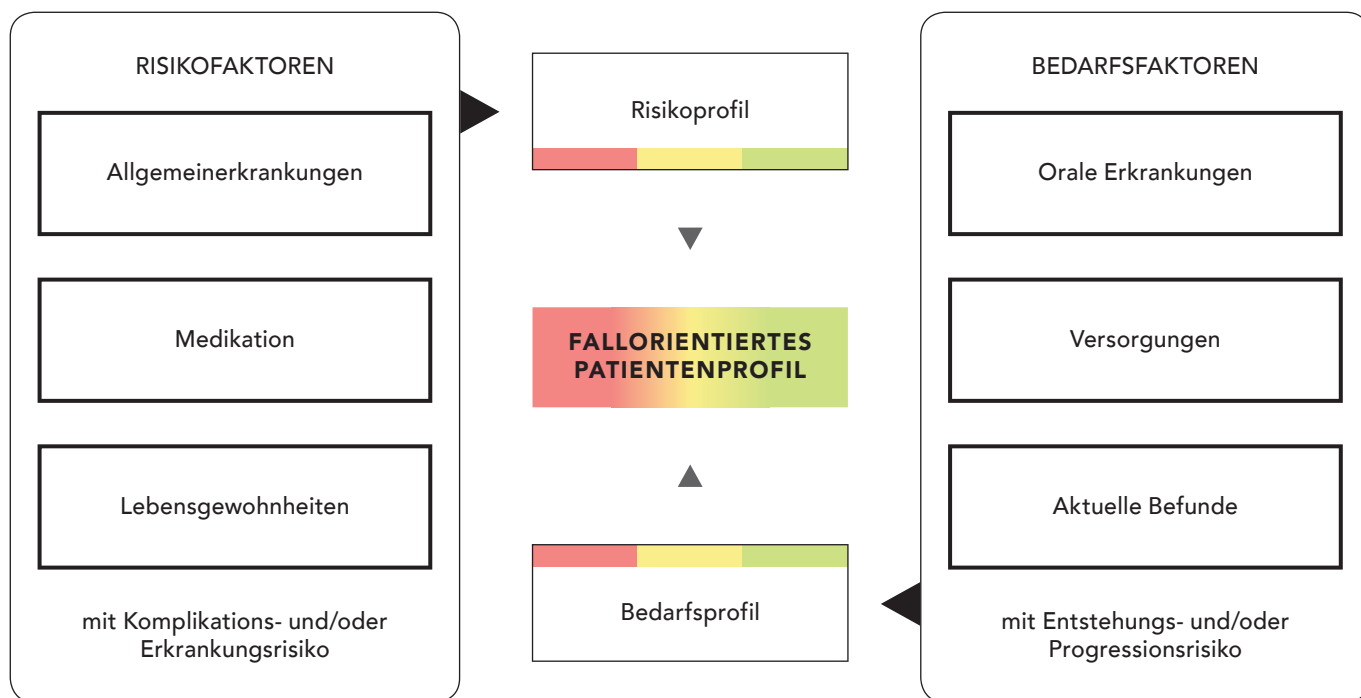 RISIKOFAKTOREN
Allgemeinerkrankungen
Medikation
Lebensgewohnheiten
mit Komplikations- und/oder
Erkrankungsrisiko
Risikoprofil
FALLORIENTIERTES
PATIENTENPROFIL
Bedarfsprofil
BEDARFSFAKTOREN
Orale Erkrankungen
Versorgungen
Aktuelle Befunde
mit Entstehungs- und/oder
Progressionsrisiko